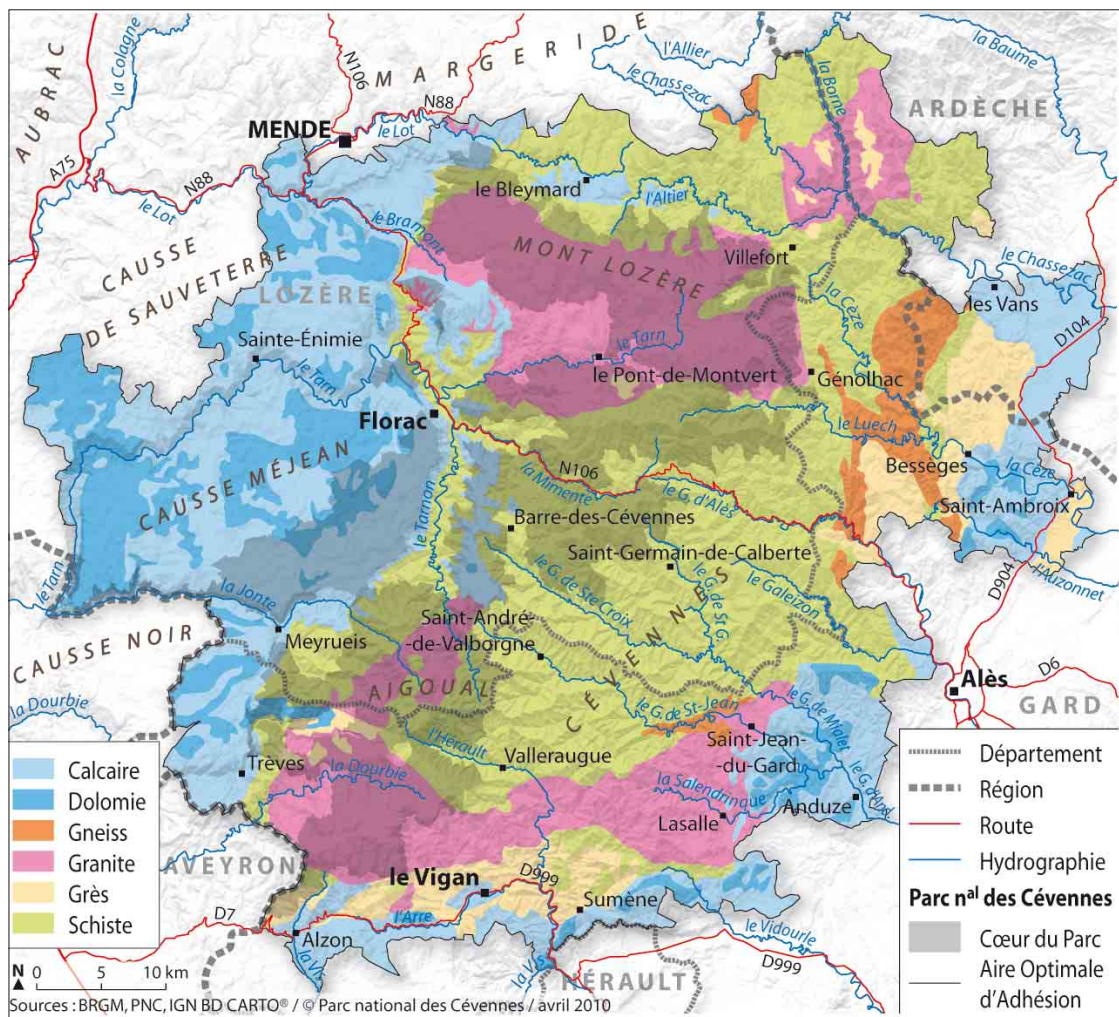 AUBRAC
la Colagne
N106
MARGERIDE
l'Allier
le Chassezac
la Borne
la Baume
ARDÈCHE
A75
MENDE
le Lot
N88
N88
le Lot
le Bleymard
l'Altier
le Bramont
MONT LOZÈRE
Villefort
CAUSSE
DE SAUVETERRE
LOZÈRE
le Chassezac
les Vans
la Cèze
D104
Sainte-Énimie
le Tarn
le Tarn
le Pont-de-Montvert
Génolhac
Florac
le Luech
CAUSSE MÉJEAN
Bessèges
la Cèze
N106
la Mimente
le G. d'Alès
Saint-Ambroix
le Tarnon
Barre-des-Cévennes
Saint-Germain-de-Calberte
le Tarn
l'Auzonnet
D904
le G. de Ste Croix
le G. de St G.
le Galeizon
la Jonte
Meyrueis
Saint-André-
de-Valborgne
CÉVENNES
CAUSSE NOIR
AIGOUAL
Alès
D6
GARD
la Dourbie
le G. de St-Jean
le G. de Malet
l'Hérault
Saint-Jean-
du-Gard
Trèves
Valleraugue
la Dourbie
la Salendrinque
Lasalle
Anduze
le G. d'And.
AVEYRON
le Vigan
D999
Sumène
D7
l'Arre
Alzon
la Vis
la Vis
le Vidourle
HÉRAULT
D999
Calcaire
Dolomie
Gneiss
Granite
Grès
Schiste
Département
Région
Route
Hydrographie
Parc nal des Cévennes
Cœur du Parc
Aire Optimale
d'Adhésion
N 0 5 10 km
Sources : BRGM, PNC, IGN BD CARTO® / © Parc national des Cévennes / avril 2010